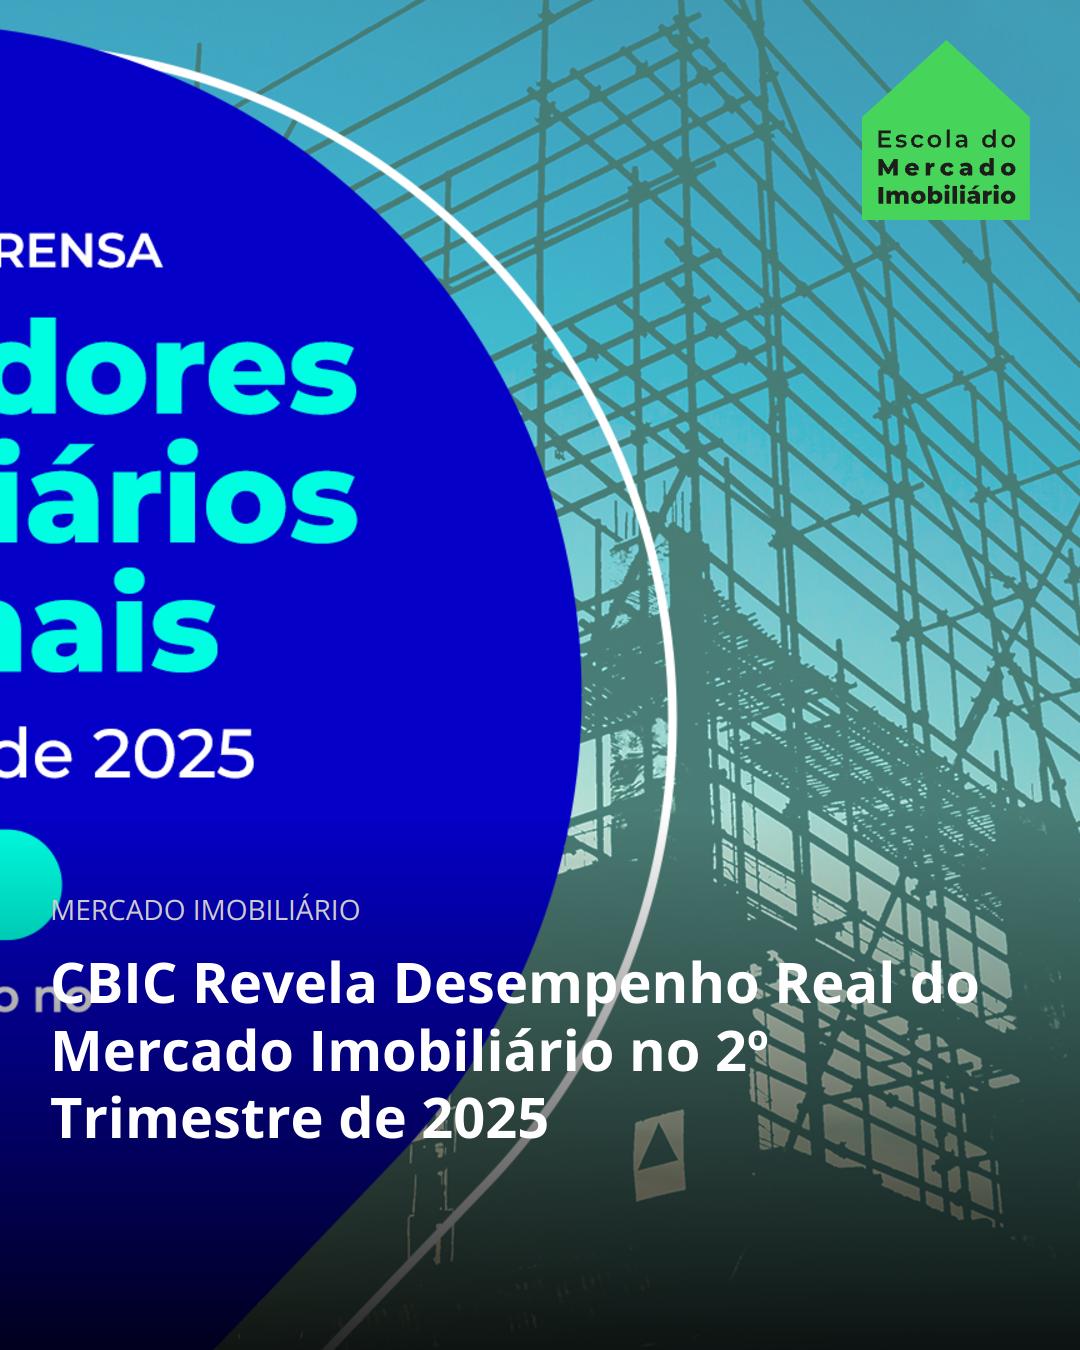 Escola do
Mercado
Imobiliário
RENSA
dores
iários
nais
de 2025
MERCADO IMOBILIÁRIO
o no
CBIC Revela Desempenho Real do
Mercado Imobiliário no 2º
Trimestre de 2025